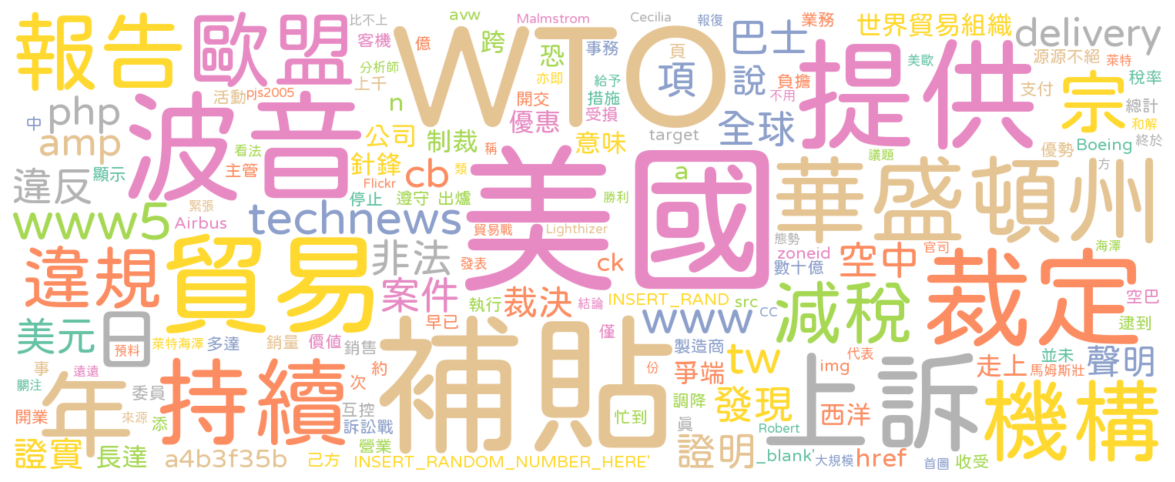 比不上 avw Malmstrom Cecilia 報復 業務 世界貿易組織 delivery
報告 歐盟 客機 億 跨 恐 事務 頁 巴士 美歐 萊特
分析師 上千 亦即 WTO 給予 項 說 負擔 提供 源源不絕 稅率
php 活動 pjs2005 n 開交 措施 不用 支付 宗 總計
中 amp 波音 公司 制裁 優惠 受損 意味 target 全球 Boeing 和解 終於
違反 顯示 看法 主管 針鋒 稱 美國 a 議題 優勢 方
Flickr cb 類 停止 遵守 出爐 勝利 華盛頓州
www5 緊張 Airbus technews 貿易戰 Lighthizer 態勢 官司 海澤
違規 貿易 非法 發表 ck zoneid 數十億 空中 裁定
案件 執行 裁決 結論 INSERT_RAND src cc 減稅 空巴
美元 日 預料 萊特海澤 多達 銷量 價值 早已 銷售 僅 www 製造商 逮到
事 遠遠 持續 次 約 補貼 份 tw 爭端 img 代表 走上 並未 聲明
關注 年 委員 馬姆斯壯
開業 來源 添 互控 訴訟戰 忙到 調降 發現 西洋 上訴 機構
證實 長達 a4b3f35b 營業 己方 INSERT_RANDOM_NUMBER_HERE' 真 證明 Robert _blank' 大規模 href 首圖 收受